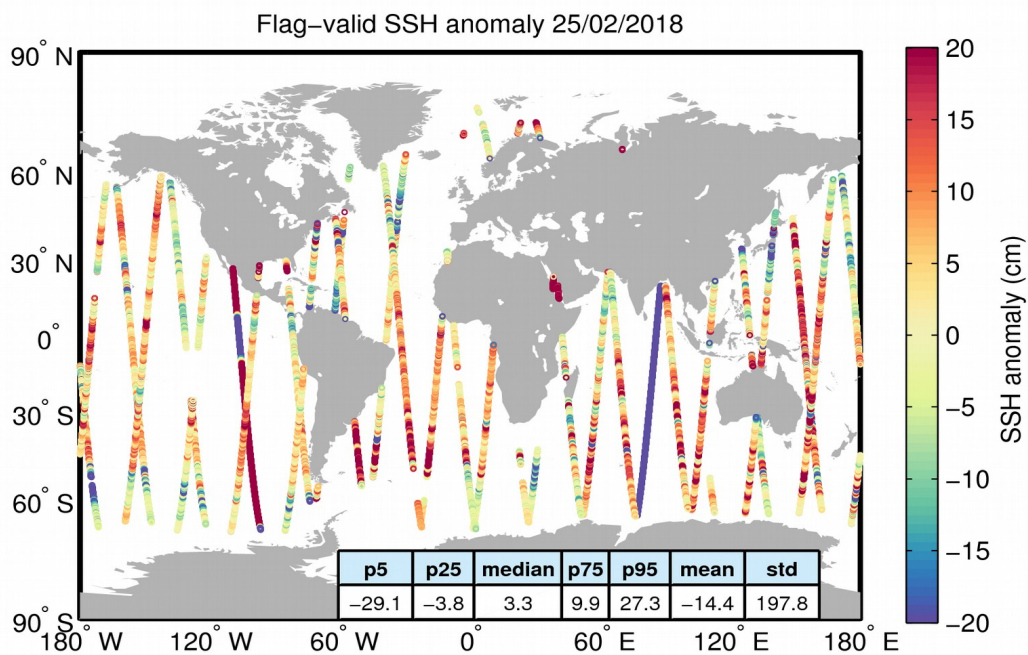 Flag−valid SSH anomaly 25/02/2018
90° N
60° N
30° N
0°
30° S
60° S
90° S
180° W
120° W
60° W
0°
60° E
120° E
180° E
p5 p25 median p75 p95 mean std
−29.1 −3.8 3.3 9.9 27.3 −14.4 197.8
20
15
10
5
0
−5
−10
−15
−20
SSH anomaly (cm)